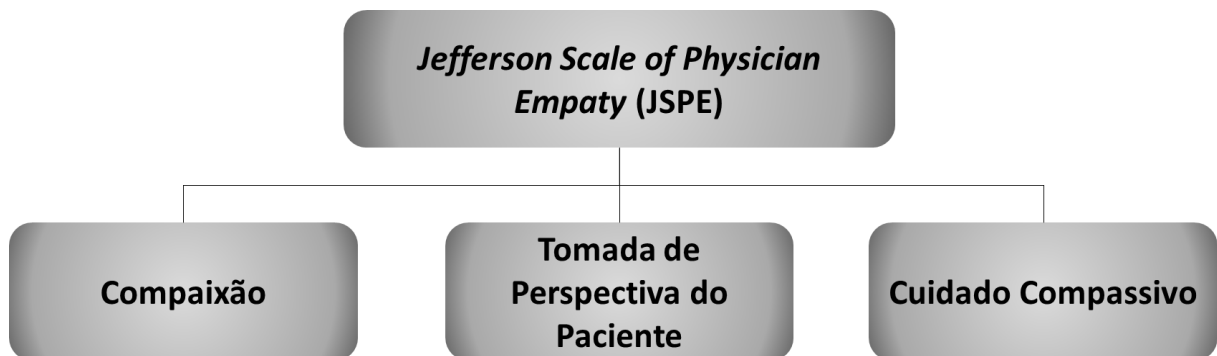 Jefferson Scale of Physician
Empaty (JSPE)
Compaixão
Tomada de
Perspectiva do
Paciente
Cuidado Compassivo